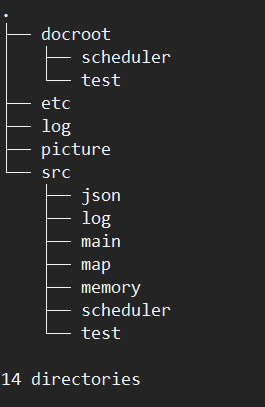 .
├── docroot
│   ├── scheduler
│   └── test
├── etc
├── log
├── picture
└── src
    ├── json
    ├── log
    ├── main
    ├── map
    ├── memory
    ├── scheduler
    └── test

14 directories